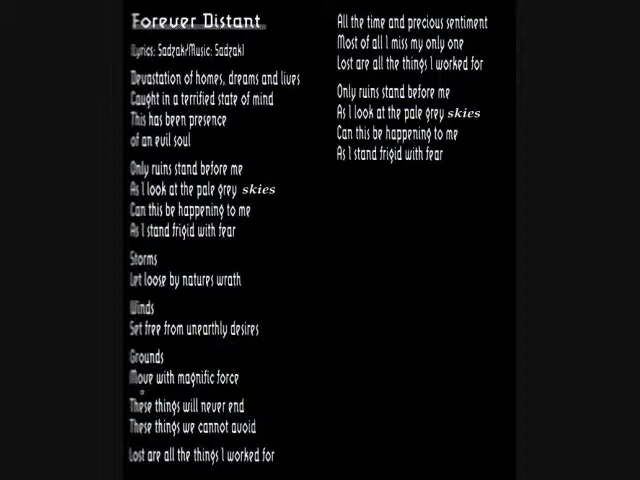 Forever Distant
(Lyrics: Sadzak/Music: Sadzak)
Devastation of homes, dreams and lives
Caught in a terrified state of mind
This has been presence
of an evil soul
Only ruins stand before me
As I look at the pale grey skies
Can this be happening to me
As I stand frigid with fear
Storms
Let loose by natures wrath
Winds
Set free from unearthly desires
Grounds
Move with magnific force
These things will never end
These things we cannot avoid
Lost are all the things I worked for
All the time and precious sentiment
Most of all I miss my only one
Lost are all the things I worked for
Only ruins stand before me
As I look at the pale grey skies
Can this be happening to me
As I stand frigid with fear